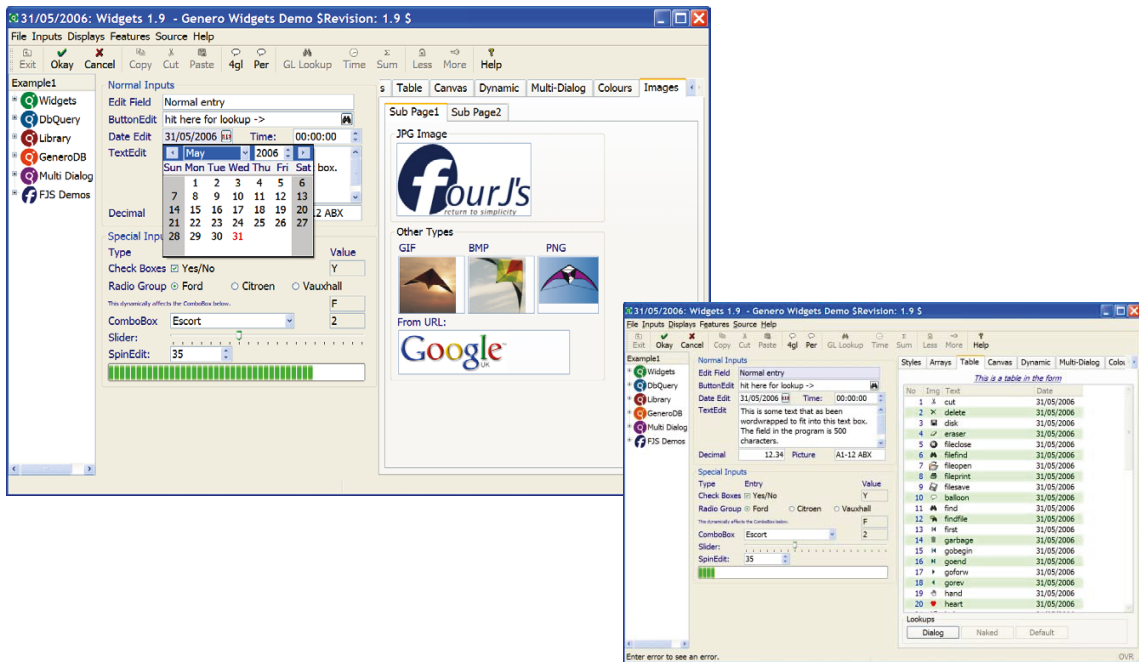 31/05/2006: Widgets 1.9 - Genero Widgets Demo $Revision: 1.9 $
File Inputs Displays Features Source Help
Exit Okay Cancel Copy Cut Paste 4gl Per GL Lookup Time Sum Less More Help
Example1
Widgets
DbQuery
Library
GeneroDB
Multi Dialog
FJS Demos
Normal Inputs
Edit Field Normal entry
ButtonEdit hit here for lookup ->
Date Edit 31/05/2006 Time: 00:00:00
TextEdit
May 2006
Sun Mon Tue Wed Thu Fri Sat
1 2 3 4 5 6
7 8 9 10 11 12 13
14 15 16 17 18 19 20
21 22 23 24 25 26 27
28 29 30 31
box.
Decimal -12 ABX
Special Inpu
Type Value
Check Boxes Yes/No Y
Radio Group Ford Citroen Vauxhall
This dynamically affects the ComboBox below. F
ComboBox Escort 2
Slider:
SpinEdit: 35
s Table Canvas Dynamic Multi-Dialog Colours Images
Sub Page1 Sub Page2
JPG Image
fourJ's
return to simplicity
Other Types
GIF BMP PNG
From URL:
Google
UK
31/05/2006: Widgets 1.9 - Genero Widgets Demo $Revision: 1.9 $
File Inputs Displays Features Source Help
Exit Okay Cancel Copy Cut Paste 4gl Per GL Lookup Time Sum Less More Help
Example1
Widgets
DbQuery
Library
GeneroDB
Multi Dialog
FJS Demos
Normal Inputs
Edit Field Normal entry
ButtonEdit hit here for lookup ->
Date Edit 31/05/2006 Time: 00:00:00
TextEdit This is some text that as been
wordwrapped to fit into this text box.
The field in the program is 500
characters.
Decimal 12.34 Picture A1-12 ABX
Special Inputs
Type Entry Value
Check Boxes Yes/No Y
Radio Group Ford Citroen Vauxhall
This dynamically affects the ComboBox below. F
ComboBox Escort 2
Slider:
SpinEdit: 35
Styles Arrays Table Canvas Dynamic Multi-Dialog Colou
This is a table in the form
No Img Text Date
1 cut 31/05/2006
2 delete 31/05/2006
3 disk 31/05/2006
4 eraser 31/05/2006
5 fileclose 31/05/2006
6 filefind 31/05/2006
7 fileopen 31/05/2006
8 fileprint 31/05/2006
9 filesave 31/05/2006
10 balloon 31/05/2006
11 find 31/05/2006
12 findfile 31/05/2006
13 first 31/05/2006
14 garbage 31/05/2006
15 gobegin 31/05/2006
16 goend 31/05/2006
17 goforw 31/05/2006
18 gorev 31/05/2006
19 hand 31/05/2006
20 heart 31/05/2006
Lookups
Dialog Naked Default
Enter error to see an error. OVR